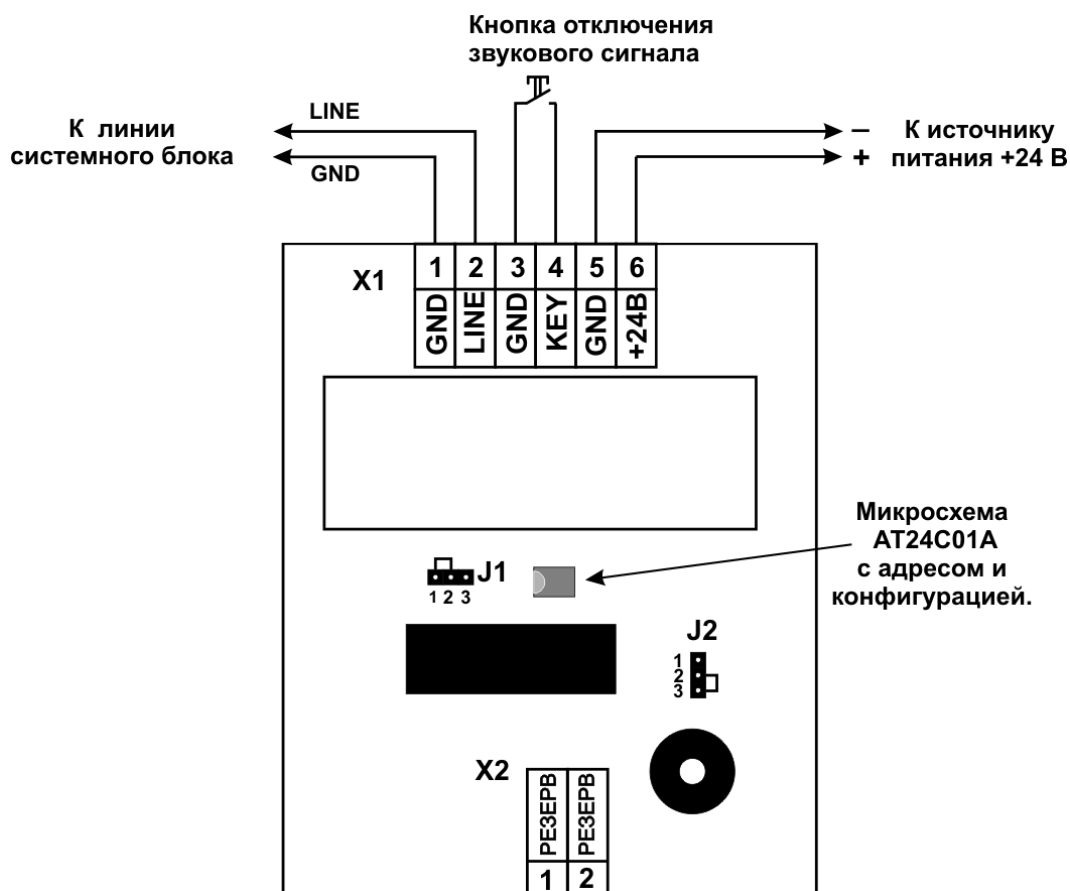 Кнопка отключения
звукового сигнала
LINE
К линии
системного блока
GND
– К источнику
+ питания +24 В
X1
1 2 3 4 5 6
GND LINE GND KEY GND +24В
Микросхема
AT24C01A
с адресом и
конфигурацией.
J1
1 2 3
J2
1
2
3
X2
РЕЗЕРВ РЕЗЕРВ
1 2